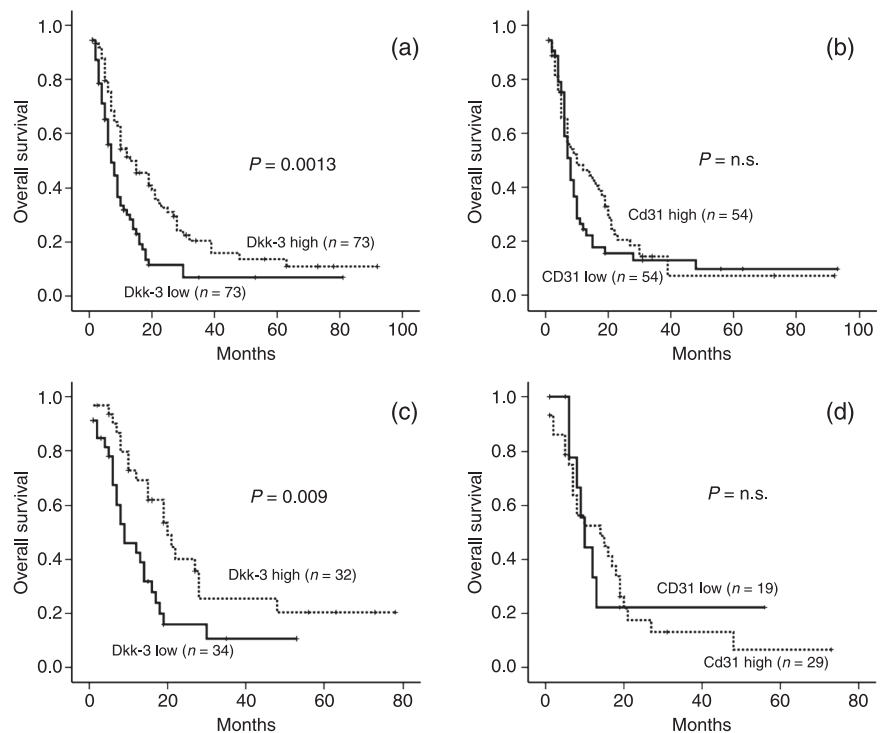 (a)
Overall survival
1.0
0.8
0.6
0.4
0.2
0.0
P = 0.0013
Dkk-3 high (n = 73)
Dkk-3 low (n = 73)
0 20 40 60 80 100
Months
(b)
Overall survival
1.0
0.8
0.6
0.4
0.2
0.0
P = n.s.
Cd31 high (n = 54)
CD31 low (n = 54)
0 20 40 60 80 100
Months
(c)
Overall survival
1.0
0.8
0.6
0.4
0.2
0.0
P = 0.009
Dkk-3 high (n = 32)
Dkk-3 low (n = 34)
0 20 40 60 80
Months
(d)
Overall survival
1.0
0.8
0.6
0.4
0.2
0.0
P = n.s.
CD31 low (n = 19)
Cd31 high (n = 29)
0 20 40 60 80
Months